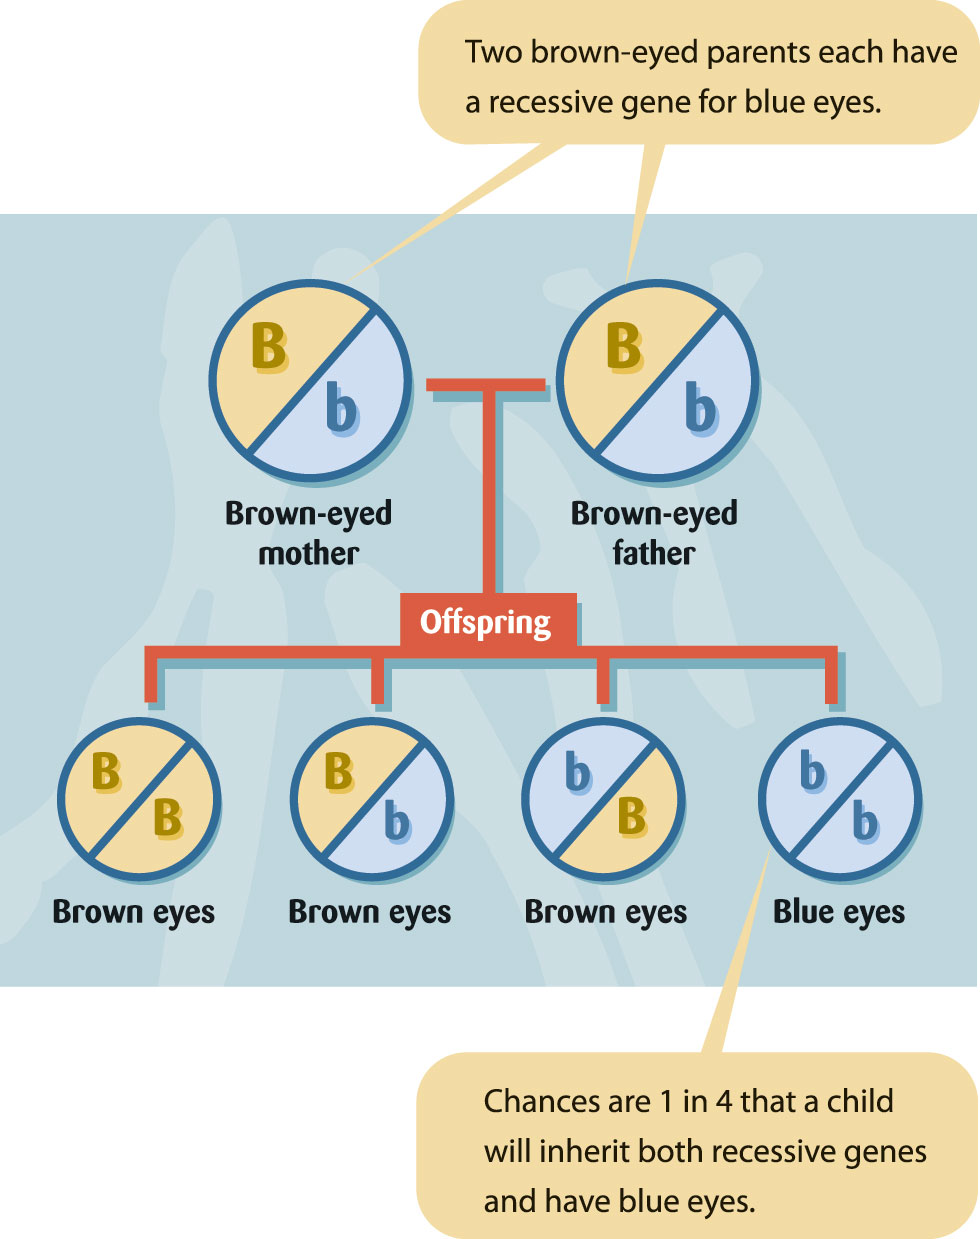 Two brown-eyed parents each have
a recessive gene for blue eyes.
B
b
B
b
Brown-eyed
mother
Brown-eyed
father
Offspring
B
B
B
b
b
B
b
b
Brown eyes
Brown eyes
Brown eyes
Blue eyes
Chances are 1 in 4 that a child
will inherit both recessive genes
and have blue eyes.